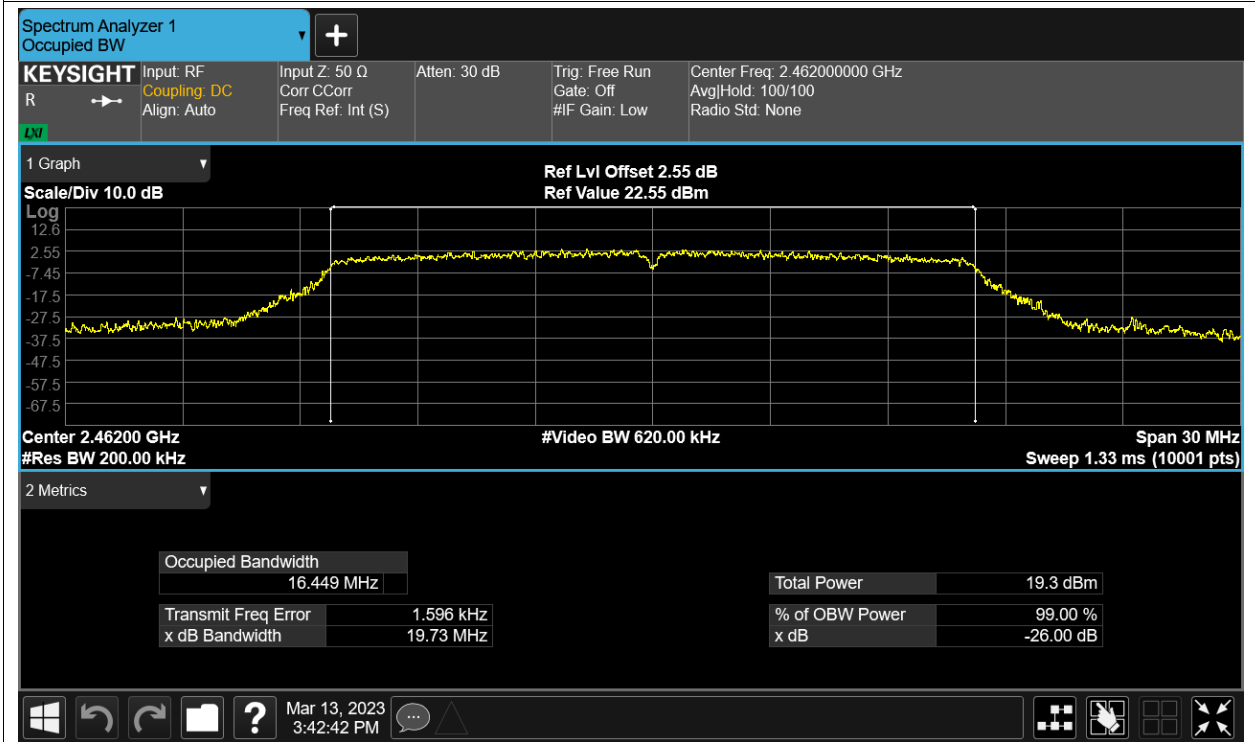 Spectrum Analyzer 1
Occupied BW
+
KEYSIGHT
R
LXI
Input: RF
Coupling: DC
Align: Auto
Input Z: 50 Ω
Corr CCorr
Freq Ref: Int (S)
Atten: 30 dB
Trig: Free Run
Gate: Off
#IF Gain: Low
Center Freq: 2.462000000 GHz
Avg|Hold: 100/100
Radio Std: None
1 Graph
Scale/Div 10.0 dB
Ref Lvl Offset 2.55 dB
Ref Value 22.55 dBm
Log
12.6
2.55
-7.45
-17.5
-27.5
-37.5
-47.5
-57.5
-67.5
Center 2.46200 GHz
#Video BW 620.00 kHz
Span 30 MHz
#Res BW 200.00 kHz
Sweep 1.33 ms (10001 pts)
2 Metrics
Occupied Bandwidth
16.449 MHz
Total Power 19.3 dBm
Transmit Freq Error 1.596 kHz
% of OBW Power 99.00 %
x dB Bandwidth 19.73 MHz
x dB -26.00 dB
?
Mar 13, 2023
3:42:42 PM